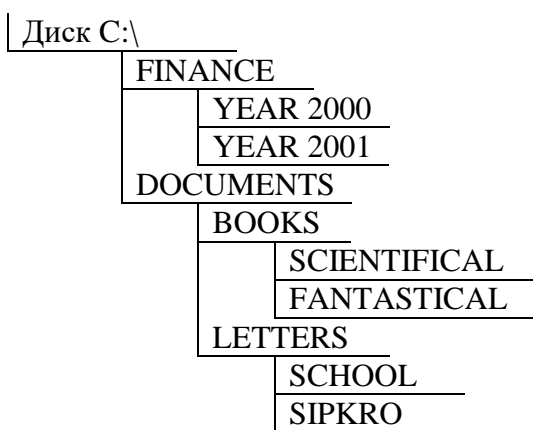 Диск C:\
FINANCE
YEAR 2000
YEAR 2001
DOCUMENTS
BOOKS
SCIENTIFICAL
FANTASTICAL
LETTERS
SCHOOL
SIPKRO